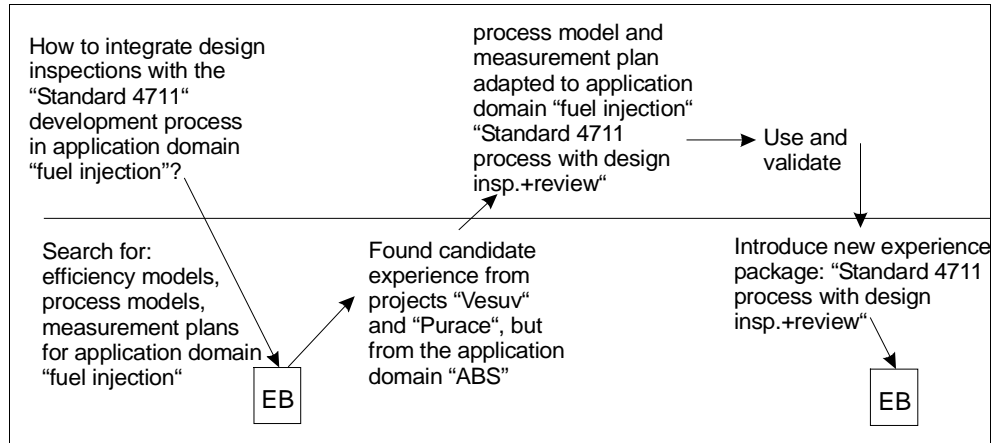 How to integrate design
inspections with the
“Standard 4711“
development process
in application domain
“fuel injection”?
process model and
measurement plan
adapted to application
domain “fuel injection“
“Standard 4711
process with design
insp.+review“
Use and
validate
Search for:
efficiency models,
process models,
measurement plans
for application domain
“fuel injection“
EB
Found candidate
experience from
projects “Vesuv“
and “Purace“, but
from the application
domain “ABS”
Introduce new experience
package: “Standard 4711
process with design
insp.+review“
EB